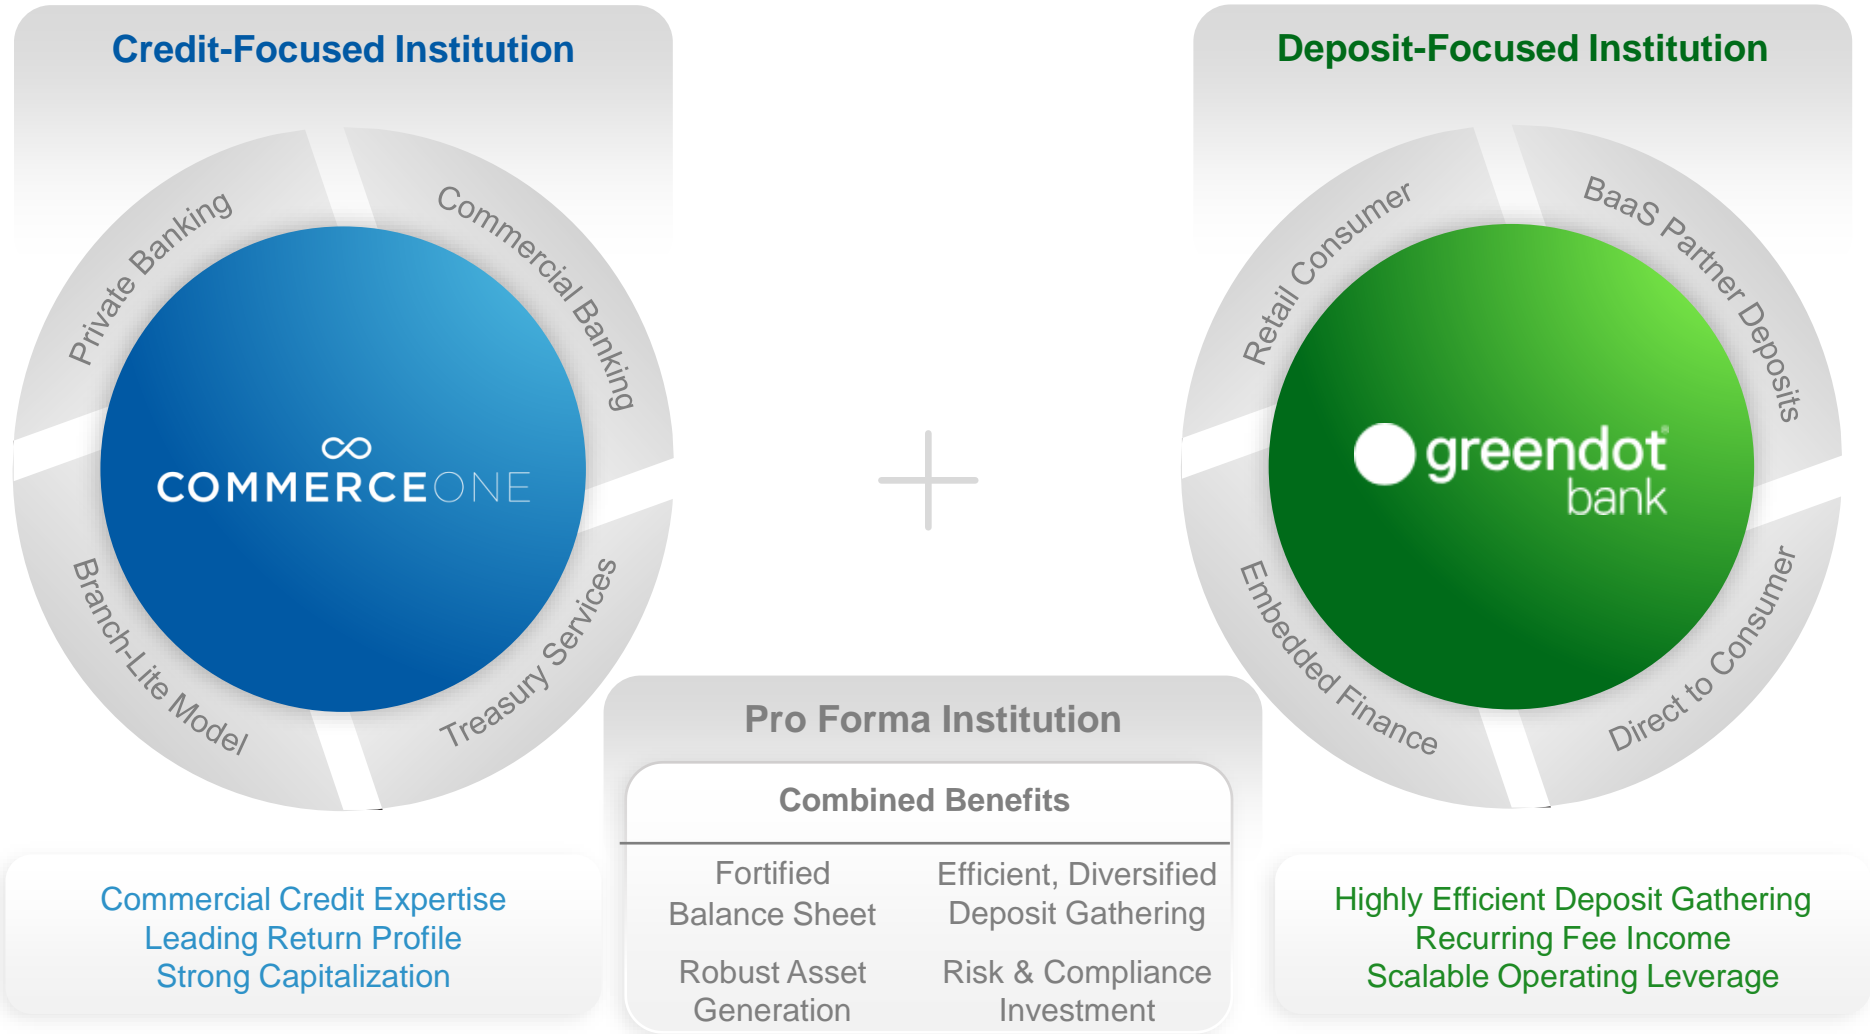 Credit-Focused Institution
Private Banking
Commercial Banking
∞
COMMERCEONE
Branch-Lite Model
Treasury Services
Commercial Credit Expertise
Leading Return Profile
Strong Capitalization
Deposit-Focused Institution
Retail Consumer
BaaS Partner Deposits
greendot®
bank
Embedded Finance
Direct to Consumer
Highly Efficient Deposit Gathering
Recurring Fee Income
Scalable Operating Leverage
Pro Forma Institution
Combined Benefits
Fortified
Balance Sheet
Efficient, Diversified
Deposit Gathering
Robust Asset
Generation
Risk & Compliance
Investment